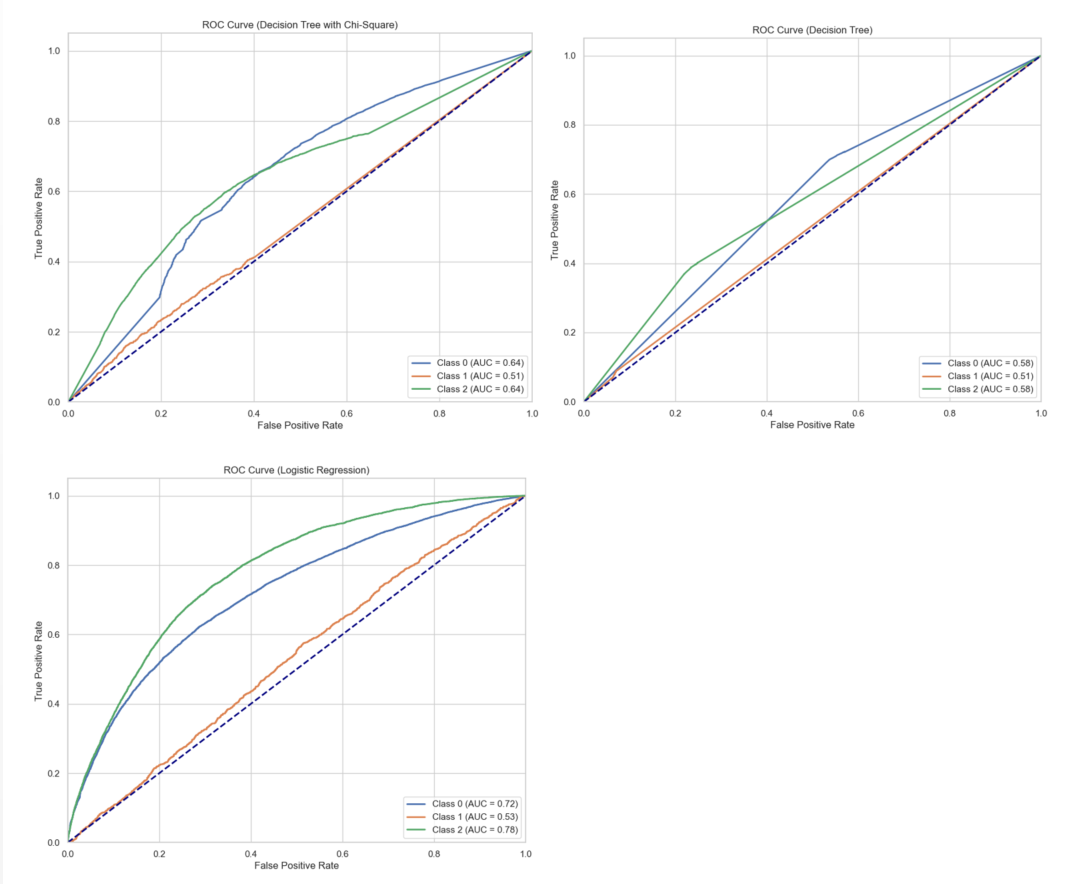 ROC Curve (Decision Tree with Chi-Square)
1.0
0.8
0.6
0.4
0.2
0.0
True Positive Rate
0.0 0.2 0.4 0.6 0.8 1.0
False Positive Rate
Class 0 (AUC = 0.64)
Class 1 (AUC = 0.51)
Class 2 (AUC = 0.64)
ROC Curve (Decision Tree)
1.0
0.8
0.6
0.4
0.2
0.0
True Positive Rate
0.0 0.2 0.4 0.6 0.8 1.0
False Positive Rate
Class 0 (AUC = 0.58)
Class 1 (AUC = 0.51)
Class 2 (AUC = 0.58)
ROC Curve (Logistic Regression)
1.0
0.8
0.6
0.4
0.2
0.0
True Positive Rate
0.0 0.2 0.4 0.6 0.8 1.0
False Positive Rate
Class 0 (AUC = 0.72)
Class 1 (AUC = 0.53)
Class 2 (AUC = 0.78)